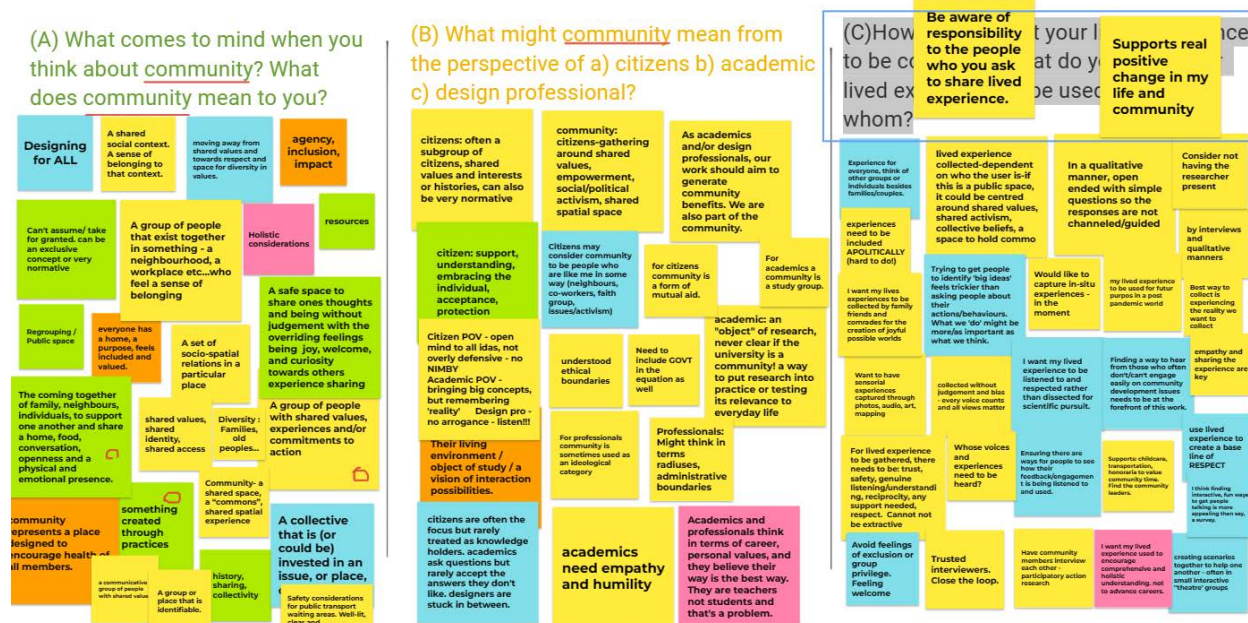 (A) What comes to mind when you
think about community? What
does community mean to you?
Designing
for ALL
A shared
social context.
A sense of
belonging to
that context.
moving away from
shared values and
towards respect and
space for diversity in
values.
agency,
inclusion,
impact
Can't assume/ take
for granted. can be
an exclusive
concept or very
normative
A group of people
that exist together
in something - a
neighbourhood, a
workplace etc...who
feel a sense of
belonging
Holistic
considerations
resources
A safe space to
share ones thoughts
and being without
judgement with the
overriding feelings
being joy, welcome,
and curiosity
towards others
experience sharing
Regrouping /
Public space
everyone has
a home, a
purpose, feels
included and
valued.
A set of
socio-spatial
relations in a
particular
place
The coming together
of family, neighbours,
individuals, to support
one another and share
a home, food,
conversation,
openness and a
physical and
emotional presence.
shared values,
shared
identity,
shared access
Diversity :
Families,
old
peoples...
A group of people
with shared values,
experiences and/or
commitments to
action
Community- a
shared space,
a "commons",
shared spatial
experience
ommunity
epresents a place
designed to
encourage health of
ll members.
something
created
through
practices
A collective
that is (or
could be)
invested in an
issue, or place,
a communicative
group of people
with shared value
A group or
place that is
identifiable.
history,
sharing,
collectivity
Safety considerations
for public transport
waiting areas. Well-lit,
clear and
(B) What might community mean from
the perspective of a) citizens b) academic
c) design professional?
citizens: often a
subgroup of
citizens, shared
values and interests
or histories, can also
be very normative
community:
citizens-gathering
around shared
values,
empowerment,
social/political
activism, shared
spatial space
As academics
and/or design
professionals, our
work should aim to
generate
community
benefits. We are
also part of the
community.
citizen: support,
understanding,
embracing the
individual,
acceptance,
protection
Citizens may
consider community
to be people who
are like me in some
way (neighbours,
co-workers, faith
group,
issues/activism)
for citizens
community is
a form of
mutual aid.
For
academics a
community is
a study group.
Citizen POV - open
mind to all idas, not
overly defensive - no
NIMBY
Academic POV -
bringing big concepts,
but remembering
'reality' Design pro -
no arrogance - listen!!!
understood
ethical
boundaries
Need to
include GOVT
in the
equation as
well
academic: an
"object" of research,
never clear if the
university is a
community! a way
to put research into
practice or testing
its relevance to
everyday life
Their living
environment /
object of study / a
vision of interaction
possibilities.
For professionals
community is
sometimes used as
an ideological
category
Professionals:
Might think in
terms
radiuses,
administrative
boundaries
citizens are often the
focus but rarely
treated as knowledge
holders. academics
ask questions but
rarely accept the
answers they don't
like. designers are
stuck in between.
academics
need empathy
and humility
Academics and
professionals think
in terms of career,
personal values, and
they believe their
way is the best way.
They are teachers
not students and
that's a problem.
(C)How t your li nce
to be co at do y
lived ex be used
whom?
Be aware of
responsibility
to the people
who you ask
to share lived
experience.
Supports real
positive
change in my
life and
community
Experience for
everyone, think of
other groups or
individuals besides
families/couples.
lived experience
collected-dependent
on who the user is-if
this is a public space,
it could be centred
around shared values,
shared activism,
collective beliefs, a
space to hold commo
In a qualitative
manner, open
ended with simple
questions so the
responses are not
channeled/guided
Consider not
having the
researcher
present
experiences
need to be
included
APOLITICALLY
(hard to do!)
by interviews
and
qualitative
manners
I want my lives
experiences to be
collected by family
friends and
comrades for the
creation of joyful
possible worlds
Trying to get people
to identify 'big ideas'
feels trickier than
asking people about
their
actions/behaviours.
What we 'do' might be
more/as important as
what we think.
Would like to
capture in-situ
experiences -
in the
moment
my lived experience
to be used for futur
purpos in a post
pandemic world
Best way to
collect is
experiencing
the reality
we want to
collect
Want to have
sensorial
experiences
captured through
photos, audio, art,
mapping
collected without
judgement and bias
- every voice counts
and all views matter
I want my lived
experience to be
listened to and
respected rather
than dissected for
scientific pursuit.
Finding a way to hear
from those who often
don't/can't engage
easily on community
development issues
needs to be at the
forefront of this work.
empathy and
sharing the
experience are
key
For lived experience
to be gathered, there
needs to be: trust,
safety, genuine
listening/understandi
ng, reciprocity, any
support needed,
respect. Cannot not
be extractive
Whose voices
and
experiences
need to be
heard?
Ensuring there are
ways for people to see
how their
feedback/engagemen
t is being listened to
and used.
Supports: childcare,
transportation,
honoraria to value
community time.
Find the community
leaders.
use lived
experience to
create a base
line of
RESPECT
I think finding
interactive, fun ways
to get people
talking is more
appealing then say,
a survey.
Avoid feelings
of exclusion or
group
privilege.
Feeling
welcome
Trusted
interviewers.
Close the loop.
Have community
members interview
each other -
participatory action
research
I want my lived
experience used to
encourage
comprehensive and
holistic
understanding. not
to advance careers.
creating scenarios
together to help one
another - often in
small interactive
'theatre' groups